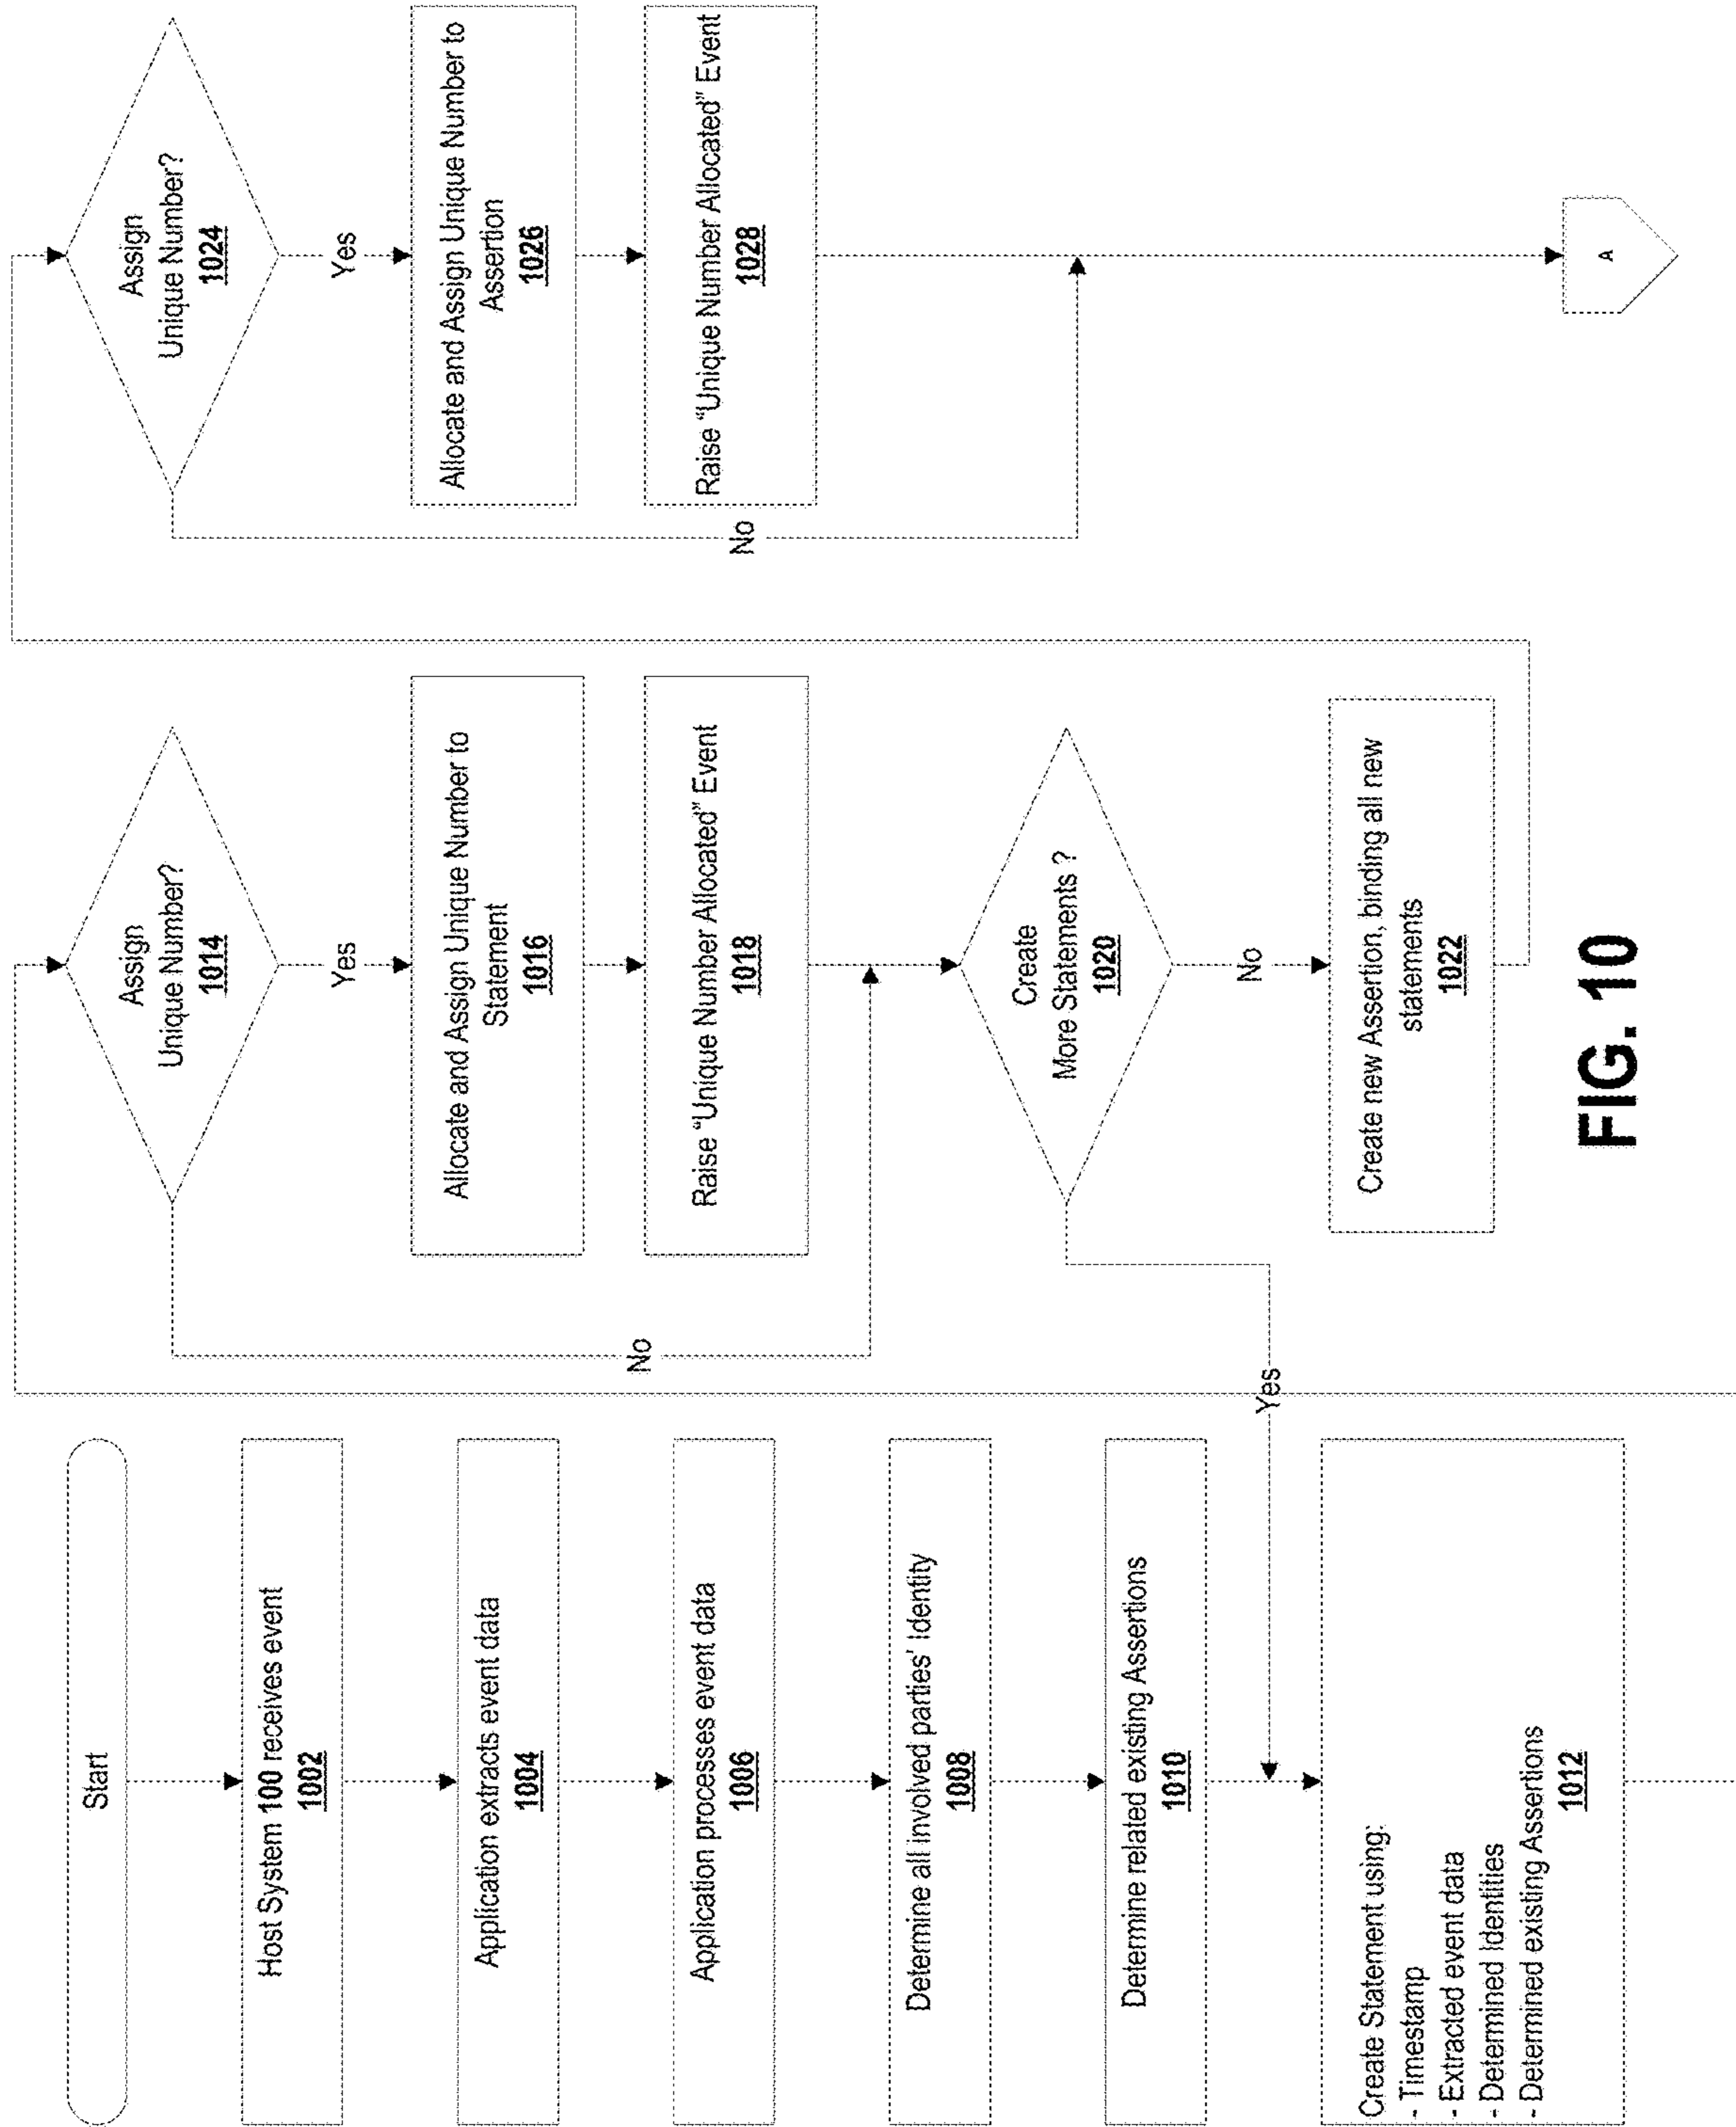 Start
Host System 100 receives event
1002
Application extracts event data
1004
Application processes event data
1006
Determine all involved parties' Identity
1008
Determine related existing Assertions
1010
Create Statement using:
- Timestamp
- Extracted event data
- Determined Identities
- Determined existing Assertions
1012
Assign
Unique Number?
1014
Yes
No
Allocate and Assign Unique Number to
Statement
1016
Raise “Unique Number Allocated” Event
1018
Create
More Statements ?
1020
Yes
No
Create new Assertion, binding all new
statements
1022
Assign
Unique Number?
1024
Yes
No
Allocate and Assign Unique Number to
Assertion
1026
Raise “Unique Number Allocated” Event
1028
A
FIG. 10